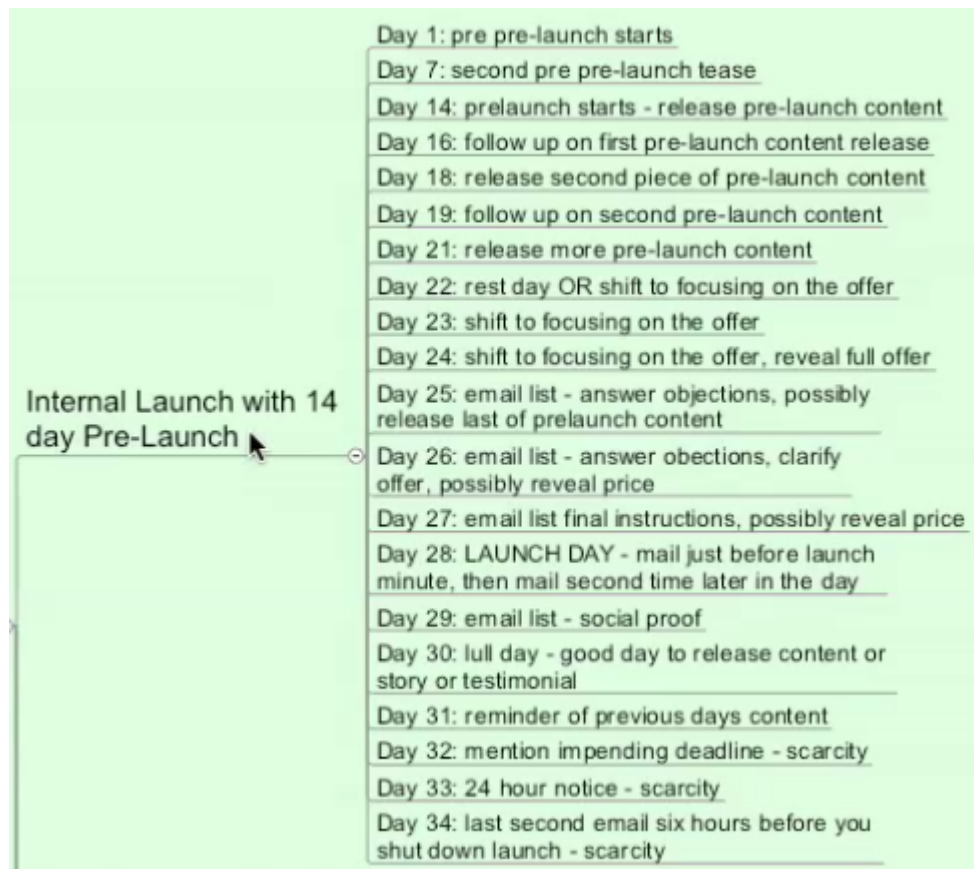 Internal Launch with 14
day Pre-Launch
Day 1: pre pre-launch starts
Day 7: second pre pre-launch tease
Day 14: prelaunch starts - release pre-launch content
Day 16: follow up on first pre-launch content release
Day 18: release second piece of pre-launch content
Day 19: follow up on second pre-launch content
Day 21: release more pre-launch content
Day 22: rest day OR shift to focusing on the offer
Day 23: shift to focusing on the offer
Day 24: shift to focusing on the offer, reveal full offer
Day 25: email list - answer objections, possibly
release last of prelaunch content
Day 26: email list - answer obections, clarify
offer, possibly reveal price
Day 27: email list final instructions, possibly reveal price
Day 28: LAUNCH DAY - mail just before launch
minute, then mail second time later in the day
Day 29: email list - social proof
Day 30: lull day - good day to release content or
story or testimonial
Day 31: reminder of previous days content
Day 32: mention impending deadline - scarcity
Day 33: 24 hour notice - scarcity
Day 34: last second email six hours before you
shut down launch - scarcity